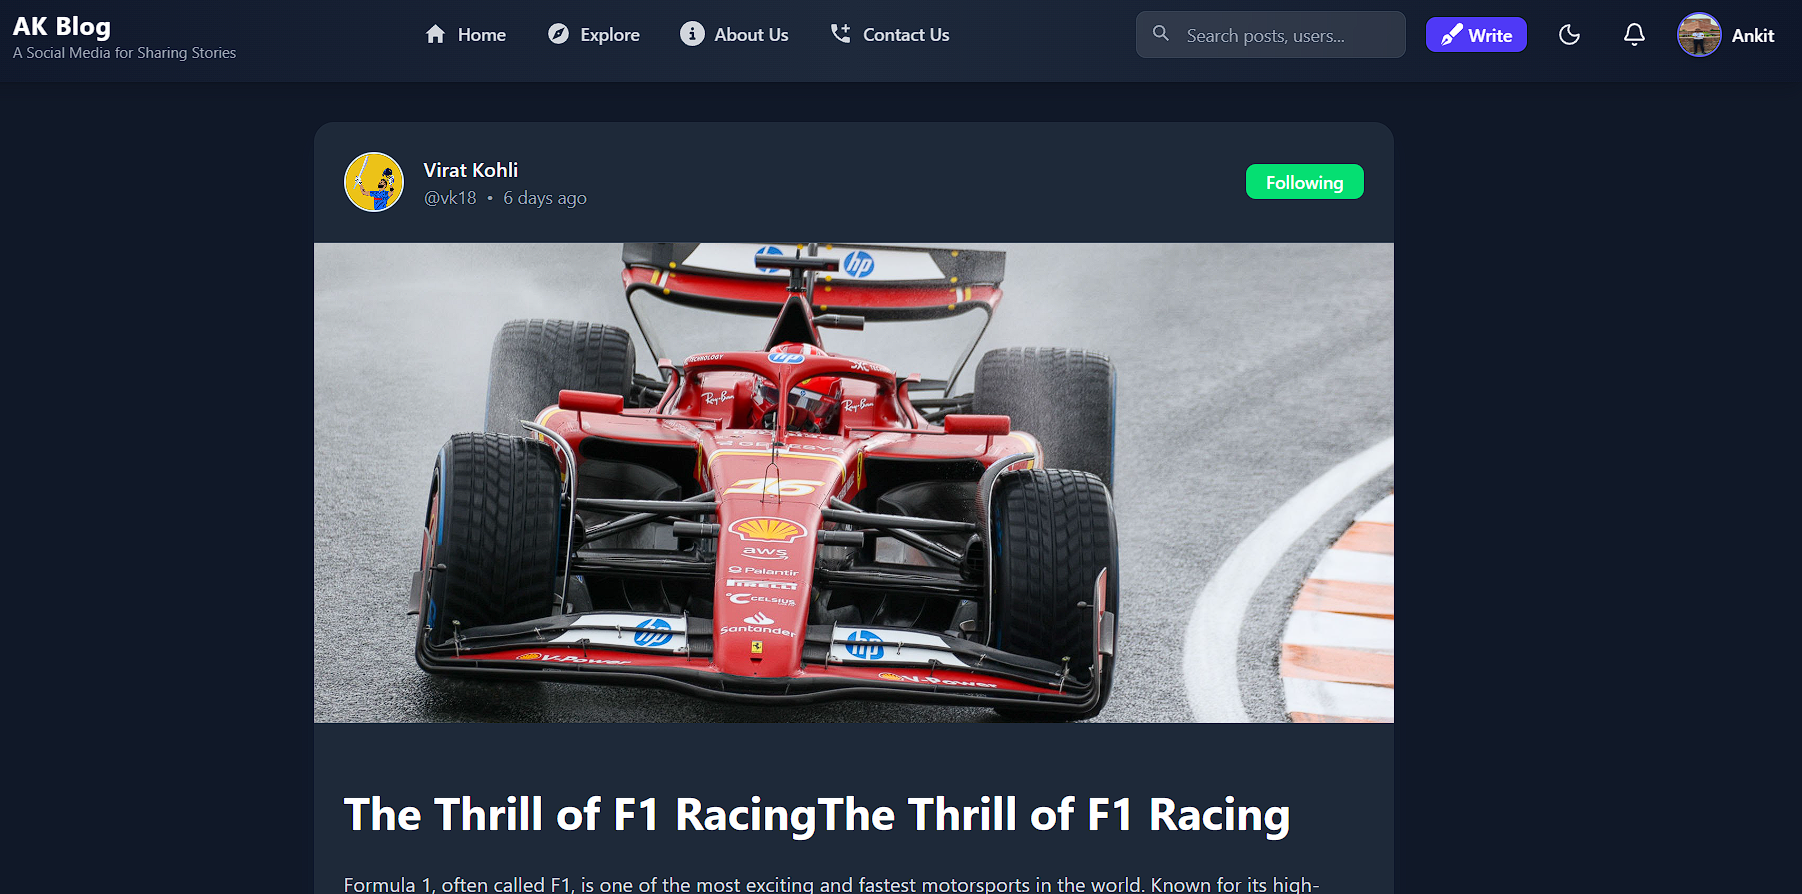 AK Blog
A Social Media for Sharing Stories
Home
Explore
About Us
Contact Us
Search posts, users...
Write
Ankit
Virat Kohli
@vk18 • 6 days ago
Following
hp
hp
Ray-Ban
Ray-Ban
16
aws
Palantir
PIRELLI
CELSIUS
Santander
hp
hp
V-Power
V-Power
The Thrill of F1 RacingThe Thrill of F1 Racing
Formula 1, often called F1, is one of the most exciting and fastest motorsports in the world. Known for its high-